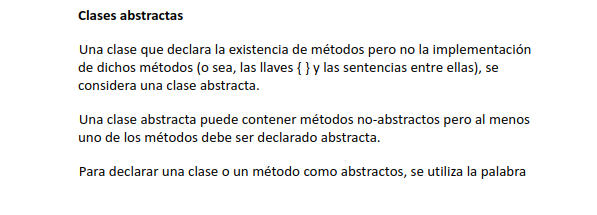 Clases abstractas
Una clase que declara la existencia de métodos pero no la implementación
de dichos métodos (o sea, las llaves { } y las sentencias entre ellas), se
considera una clase abstracta.
Una clase abstracta puede contener métodos no-abstractos pero al menos
uno de los métodos debe ser declarado abstracta.
Para declarar una clase o un método como abstractos, se utiliza la palabra